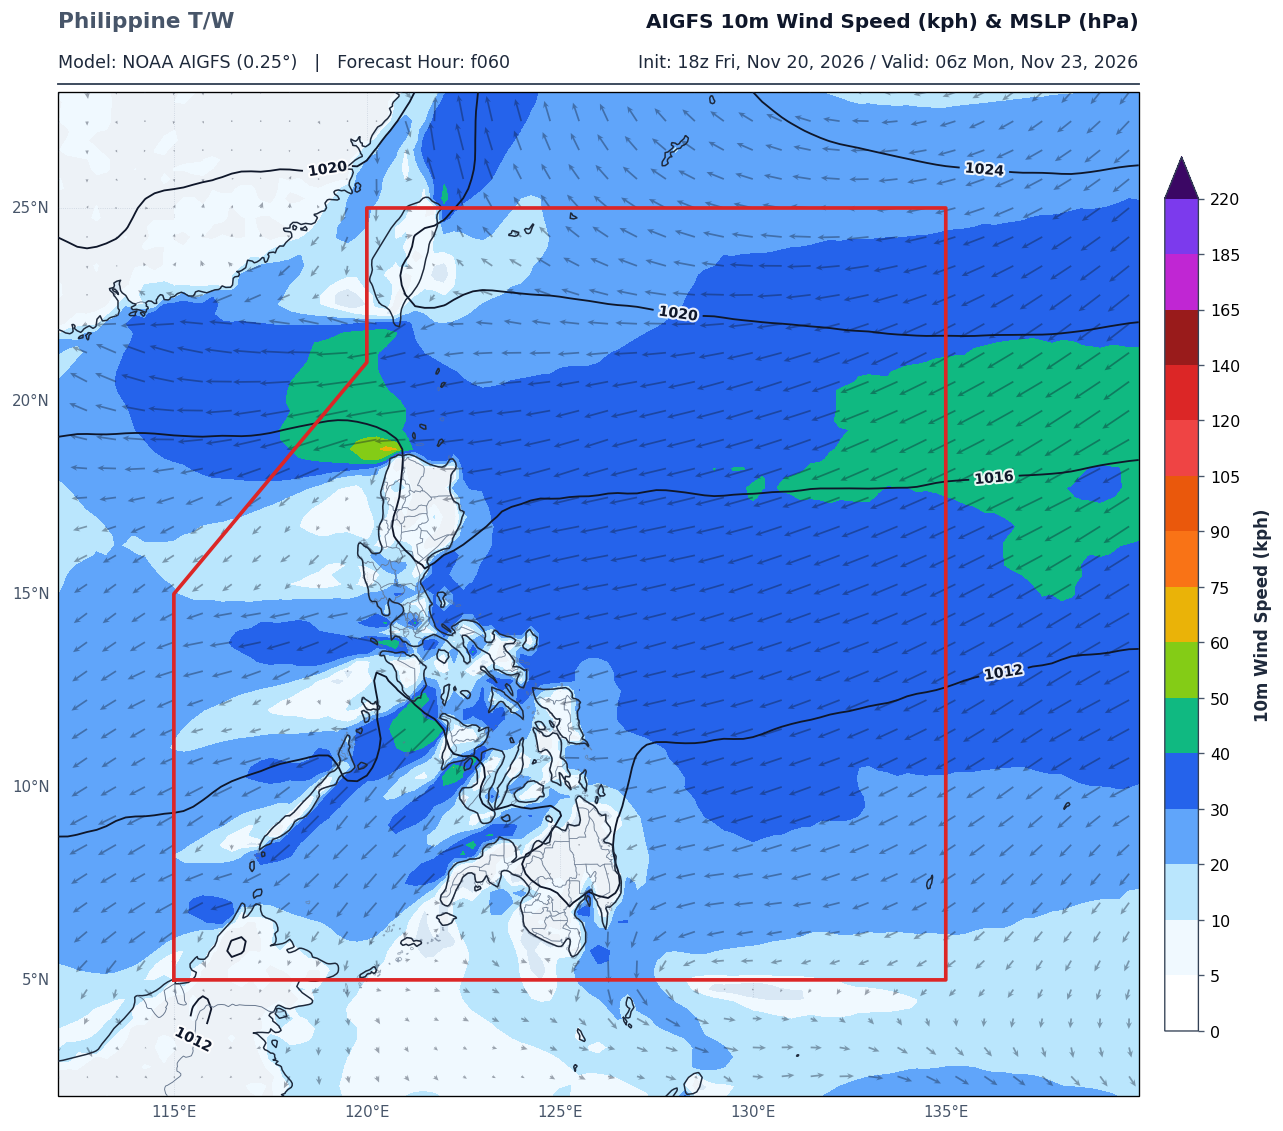 Philippine T/W
AIGFS 10m Wind Speed (kph) & MSLP (hPa)
Model: NOAA AIGFS (0.25°) | Forecast Hour: f060
Init: 18z Fri, Nov 20, 2026 / Valid: 06z Mon, Nov 23, 2026
1020
1024
25°N
1020
20°N
1016
15°N
1012
10°N
5°N
1012
115°E
120°E
125°E
130°E
135°E
220
185
165
140
120
105
90
75
60
50
40
30
20
10
5
0
10m Wind Speed (kph)